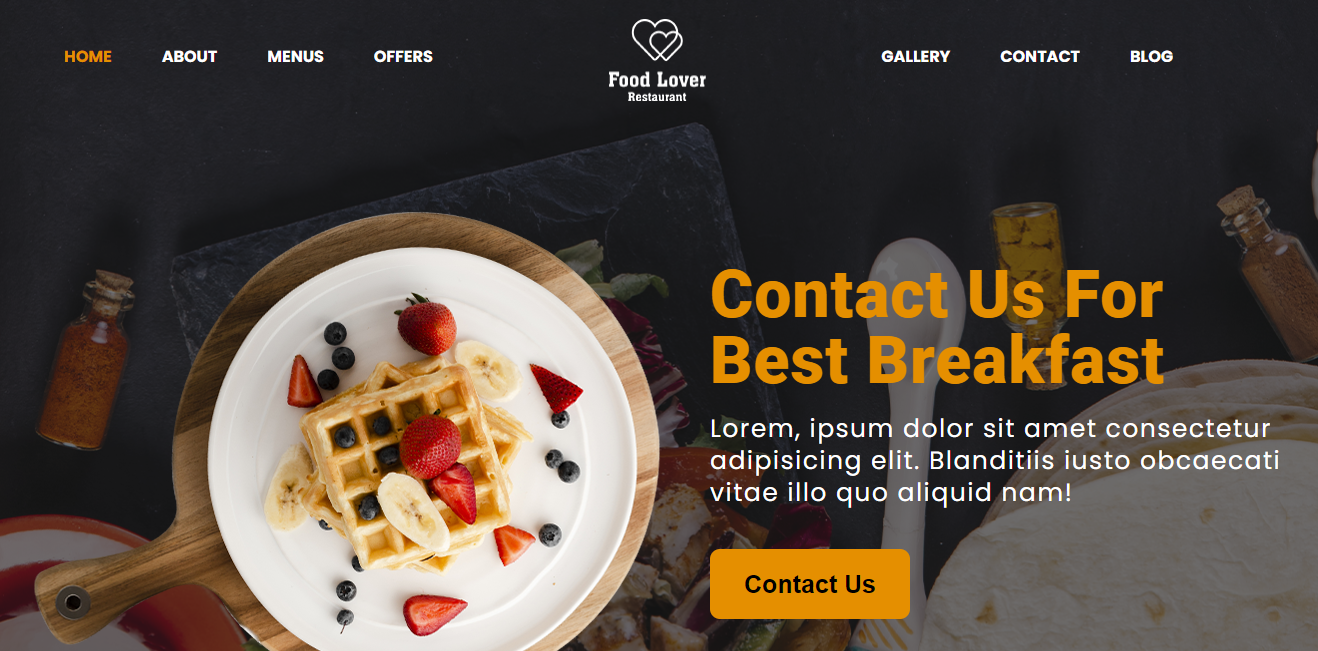 HOME ABOUT MENUS OFFERS GALLERY CONTACT BLOG
Food Lover
Restaurant
Contact Us For
Best Breakfast
Lorem, ipsum dolor sit amet consectetur
adipisicing elit. Blanditiis iusto obcaecati
vitae illo quo aliquid nam!
Contact Us